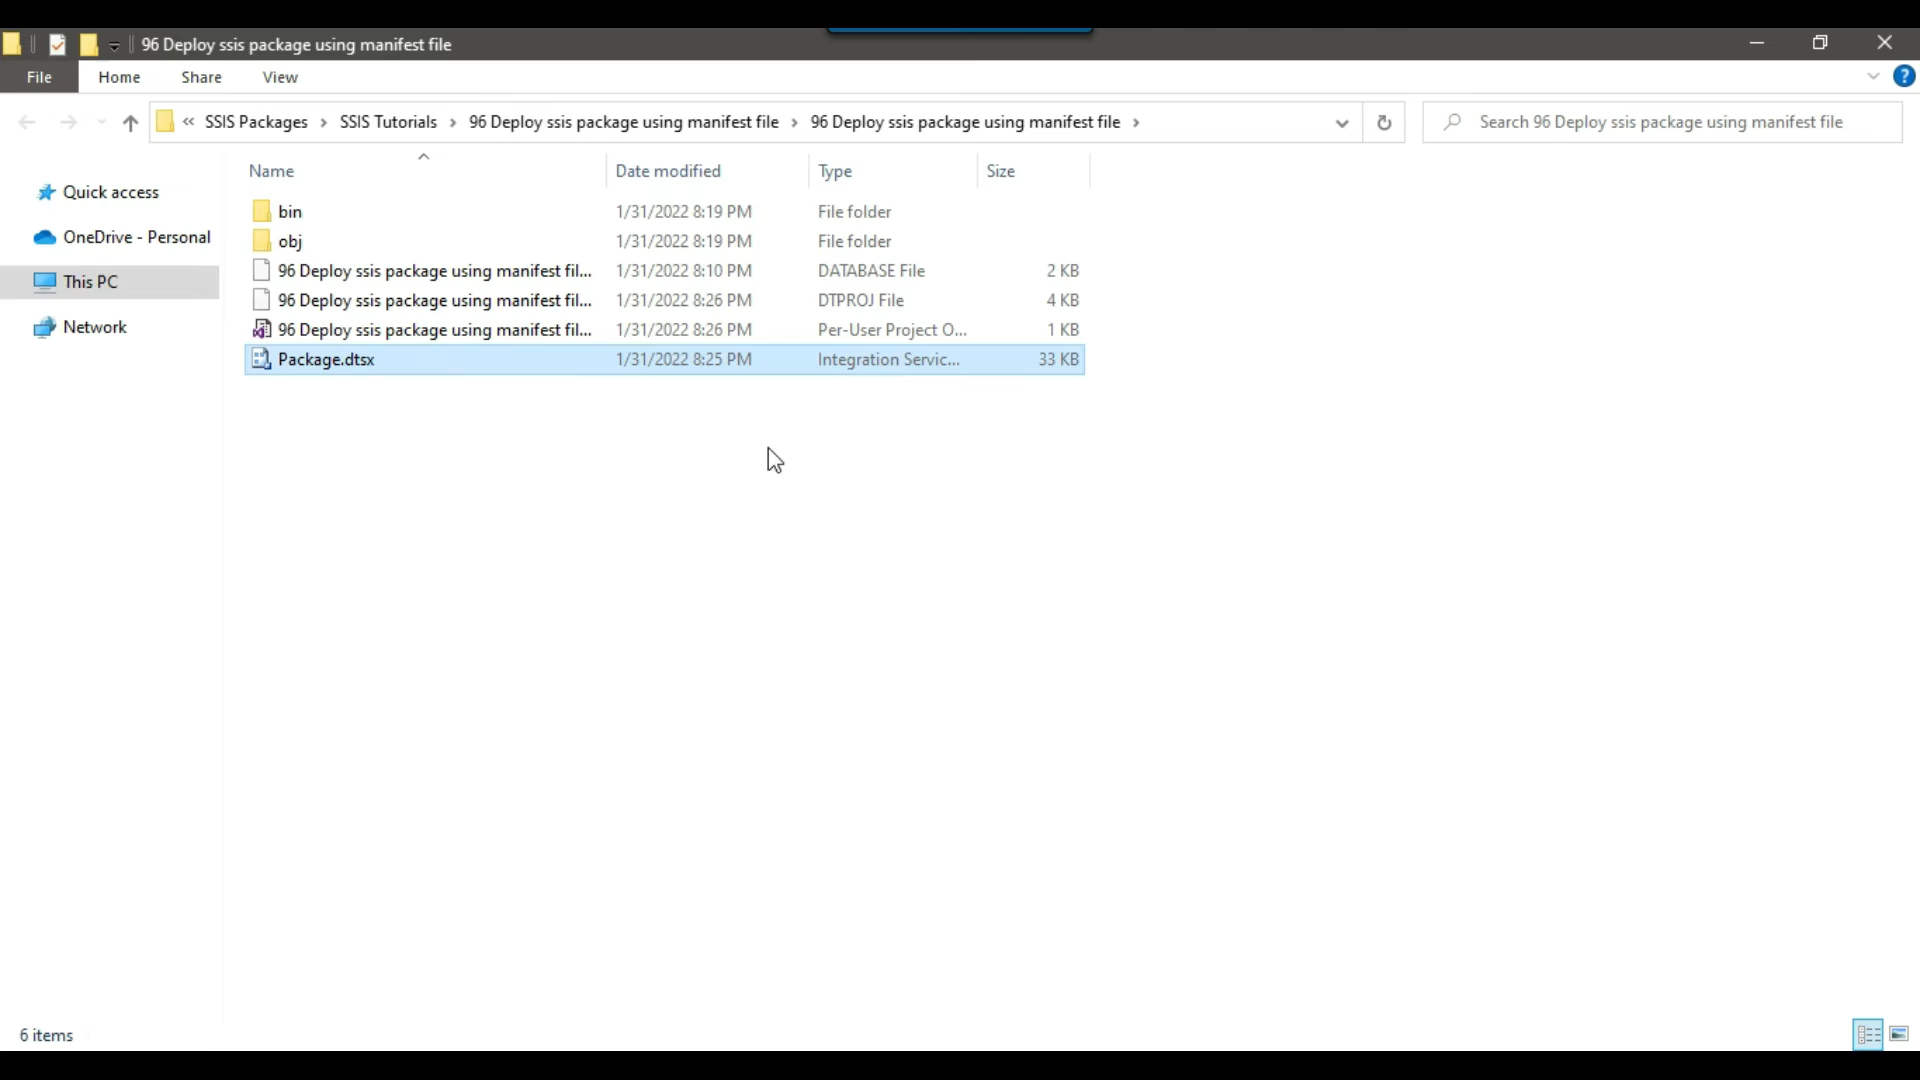 96 Deploy ssis package using manifest file
File Home Share View
?
« SSIS Packages › SSIS Tutorials › 96 Deploy ssis package using manifest file › 96 Deploy ssis package using manifest file ›
Search 96 Deploy ssis package using manifest file
Name Date modified Type Size
Quick access
OneDrive - Personal
This PC
Network
bin 1/31/2022 8:19 PM File folder
obj 1/31/2022 8:19 PM File folder
96 Deploy ssis package using manifest fil... 1/31/2022 8:10 PM DATABASE File 2 KB
96 Deploy ssis package using manifest fil... 1/31/2022 8:26 PM DTPROJ File 4 KB
96 Deploy ssis package using manifest fil... 1/31/2022 8:26 PM Per-User Project O... 1 KB
Package.dtsx 1/31/2022 8:25 PM Integration Servic... 33 KB
6 items